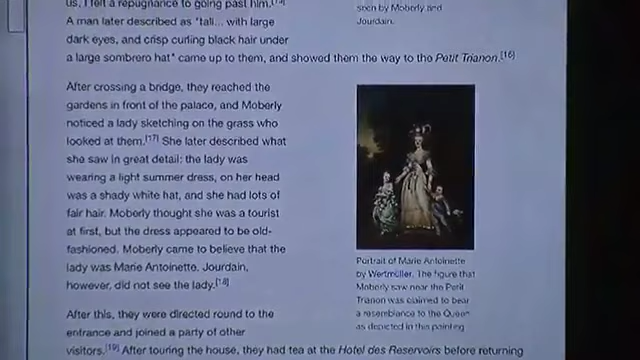 us, I felt a repugnance to going past him.[15]
A man later described as "tall... with large
dark eyes, and crisp curling black hair under
a large sombrero hat" came up to them, and showed them the way to the Petit Trianon.[16]
seen by Moberly and
Jourdain.
After crossing a bridge, they reached the
gardens in front of the palace, and Moberly
noticed a lady sketching on the grass who
looked at them.[17] She later described what
she saw in great detail: the lady was
wearing a light summer dress, on her head
was a shady white hat, and she had lots of
fair hair. Moberly thought she was a tourist
at first, but the dress appeared to be old-
fashioned. Moberly came to believe that the
lady was Marie Antoinette. Jourdain,
however, did not see the lady.[18]
Portrait of Marie Antoinette
by Wertmüller. The figure that
Moberly saw near the Petit
Trianon was claimed to bear
a resemblance to the Queen
as depicted in this painting
After this, they were directed round to the
entrance and joined a party of other
visitors.[19] After touring the house, they had tea at the Hotel des Reservoirs before returning